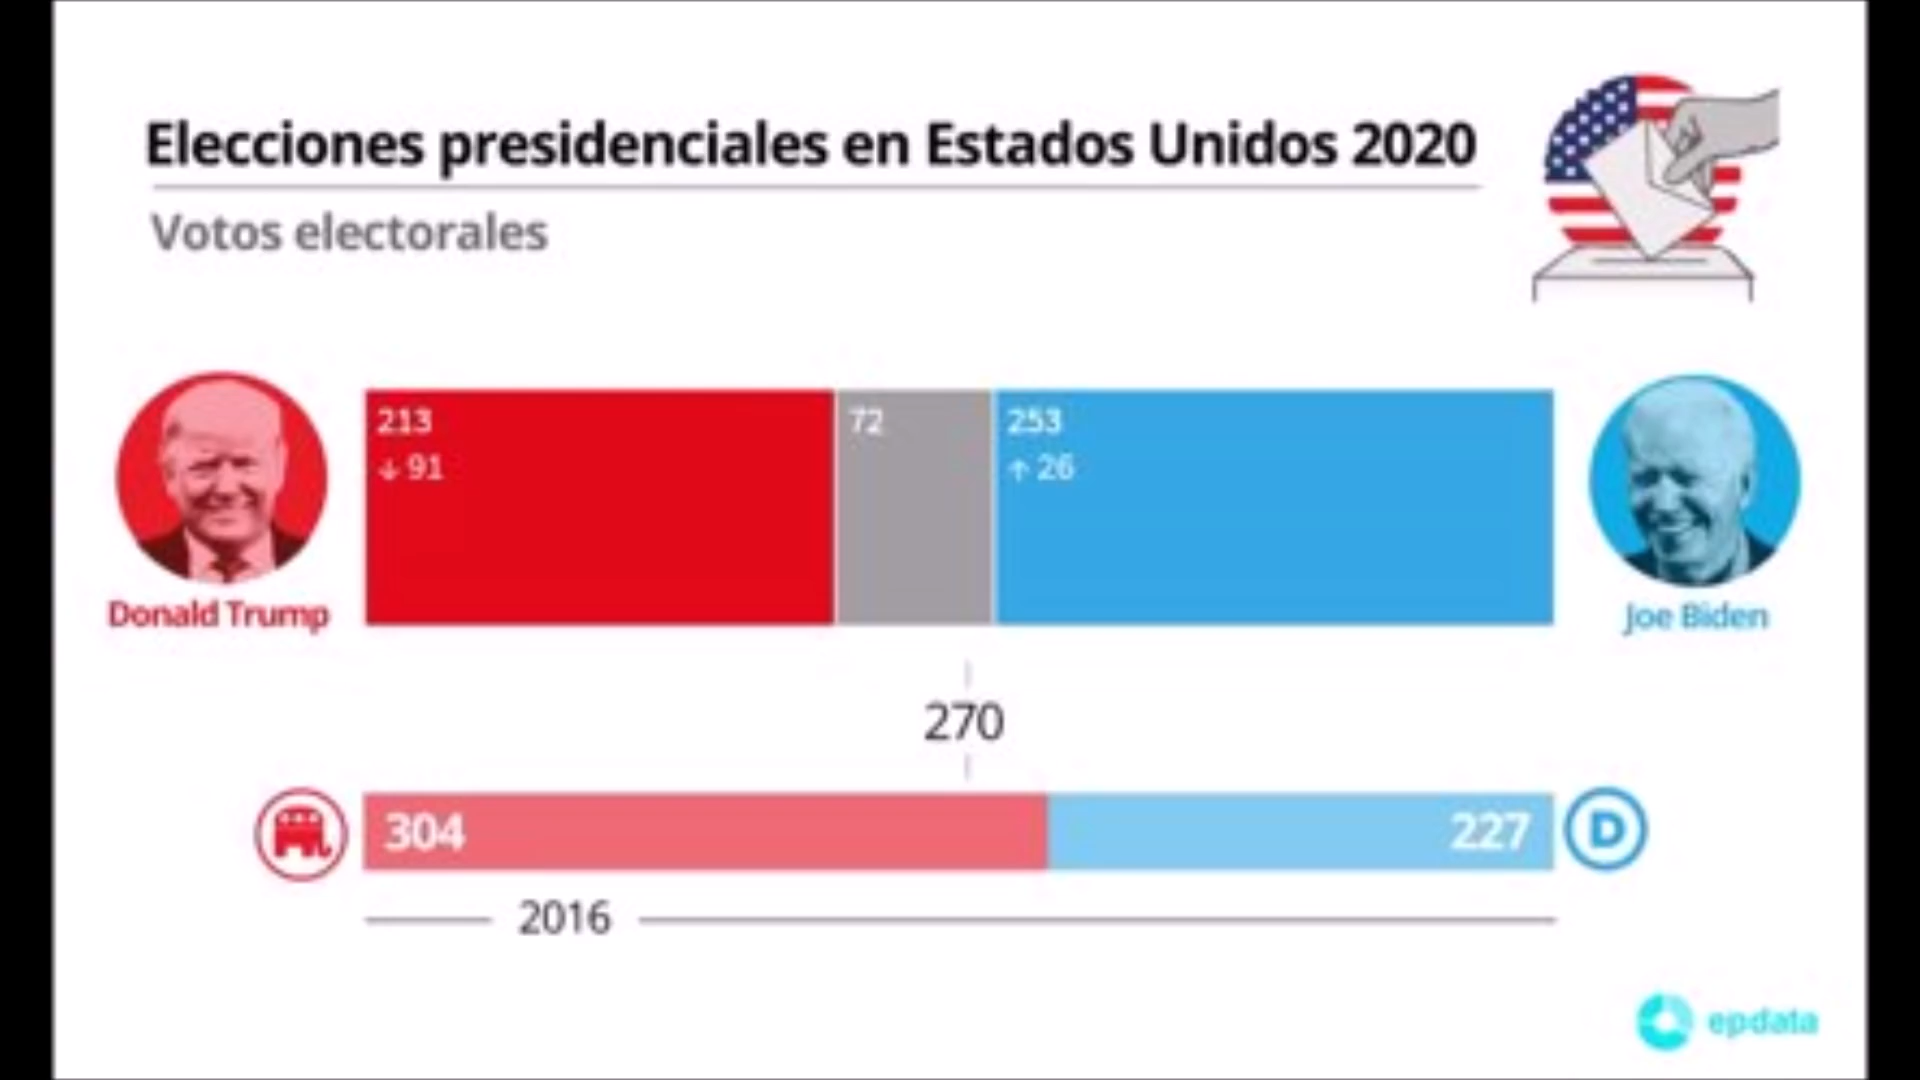 Elecciones presidenciales en Estados Unidos 2020
Votos electorales
213
↓ 91
72
253
↑ 26
Donald Trump
Joe Biden
270
304
227
D
2016
epdata